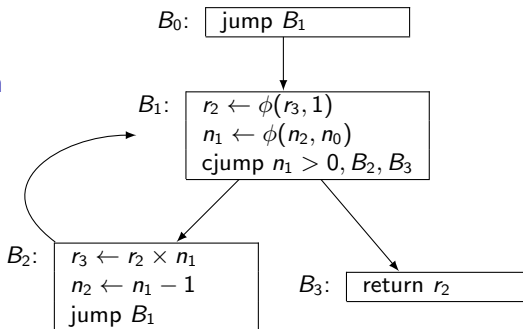 B₀: jump B₁
B₁: r₂ ← ϕ(r₃, 1)
n₁ ← ϕ(n₂, n₀)
cjump n₁ > 0, B₂, B₃
B₂: r₃ ← r₂ × n₁
n₂ ← n₁ − 1
jump B₁
B₃: return r₂